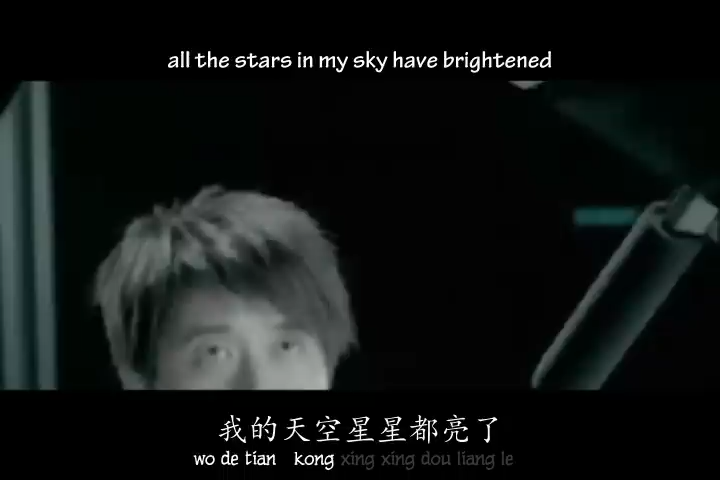 all the stars in my sky have brightened
我的天空星星都亮了
wo de tian kong xing xing dou liang le